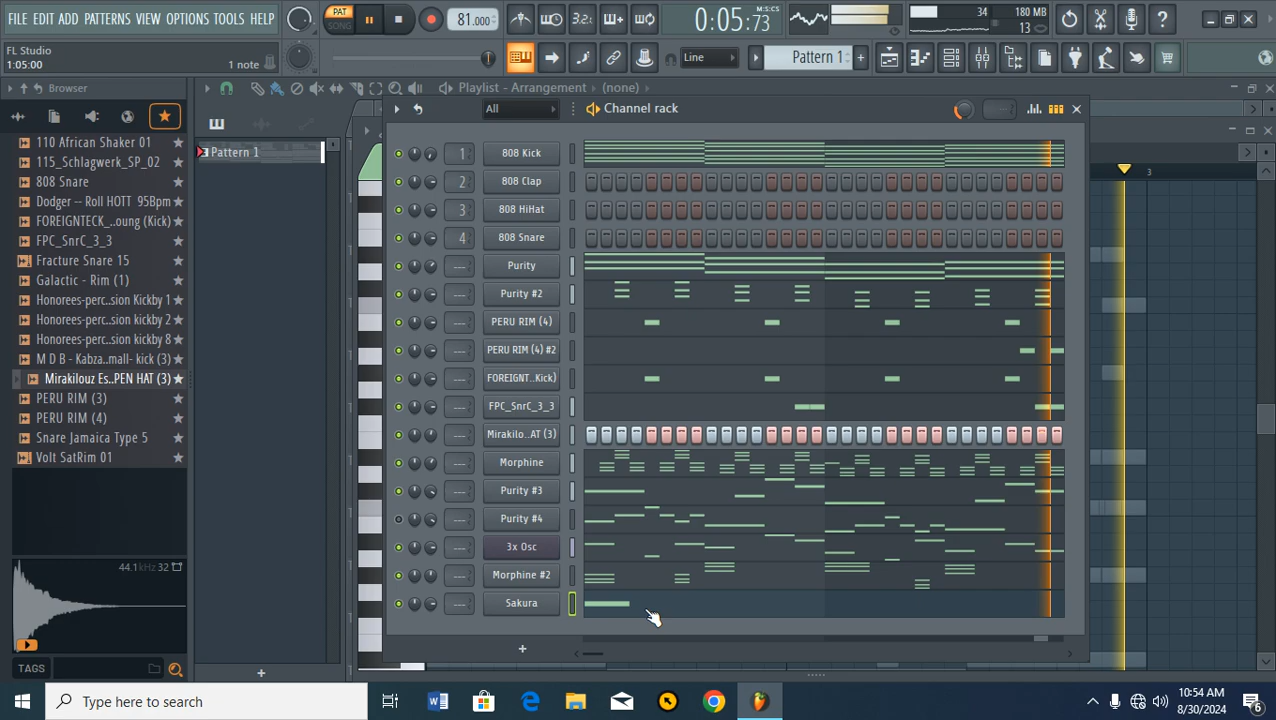 FILE EDIT ADD PATTERNS VIEW OPTIONS TOOLS HELP
PAT
SONG
81.000
3.2.
0:05:73
M:S:CS
34
180 MB
13
FL Studio
1:05:00
1 note
Line
Pattern 1
+
Browser
Playlist - Arrangement
(none)
All
Channel rack
Pattern 1
110 African Shaker 01
115_Schlagwerk_SP_02
808 Snare
Dodger -- Roll HOTT 95Bpm
FOREIGNTECK_..oung (Kick)
FPC_SnrC_3_3
Fracture Snare 15
Galactic - Rim (1)
Honorees-perc..sion Kickby 1
Honorees-perc..sion kickby 2
Honorees-perc..sion kickby 8
M D B - Kabza..mall- kick (3)
Mirakilouz Es..PEN HAT (3)
PERU RIM (3)
PERU RIM (4)
Snare Jamaica Type 5
Volt SatRim 01
1 808 Kick
2 808 Clap
3 808 HiHat
4 808 Snare
--- Purity
--- Purity #2
--- PERU RIM (4)
--- PERU RIM (4) #2
--- FOREIGNT..Kick)
--- FPC_SnrC_3_3
--- Mirakilo..AT (3)
--- Morphine
--- Purity #3
--- Purity #4
--- 3x Osc
--- Morphine #2
--- Sakura
3
44.1kHz 32
TAGS
+
+
Type here to search
10:54 AM
8/30/2024
6